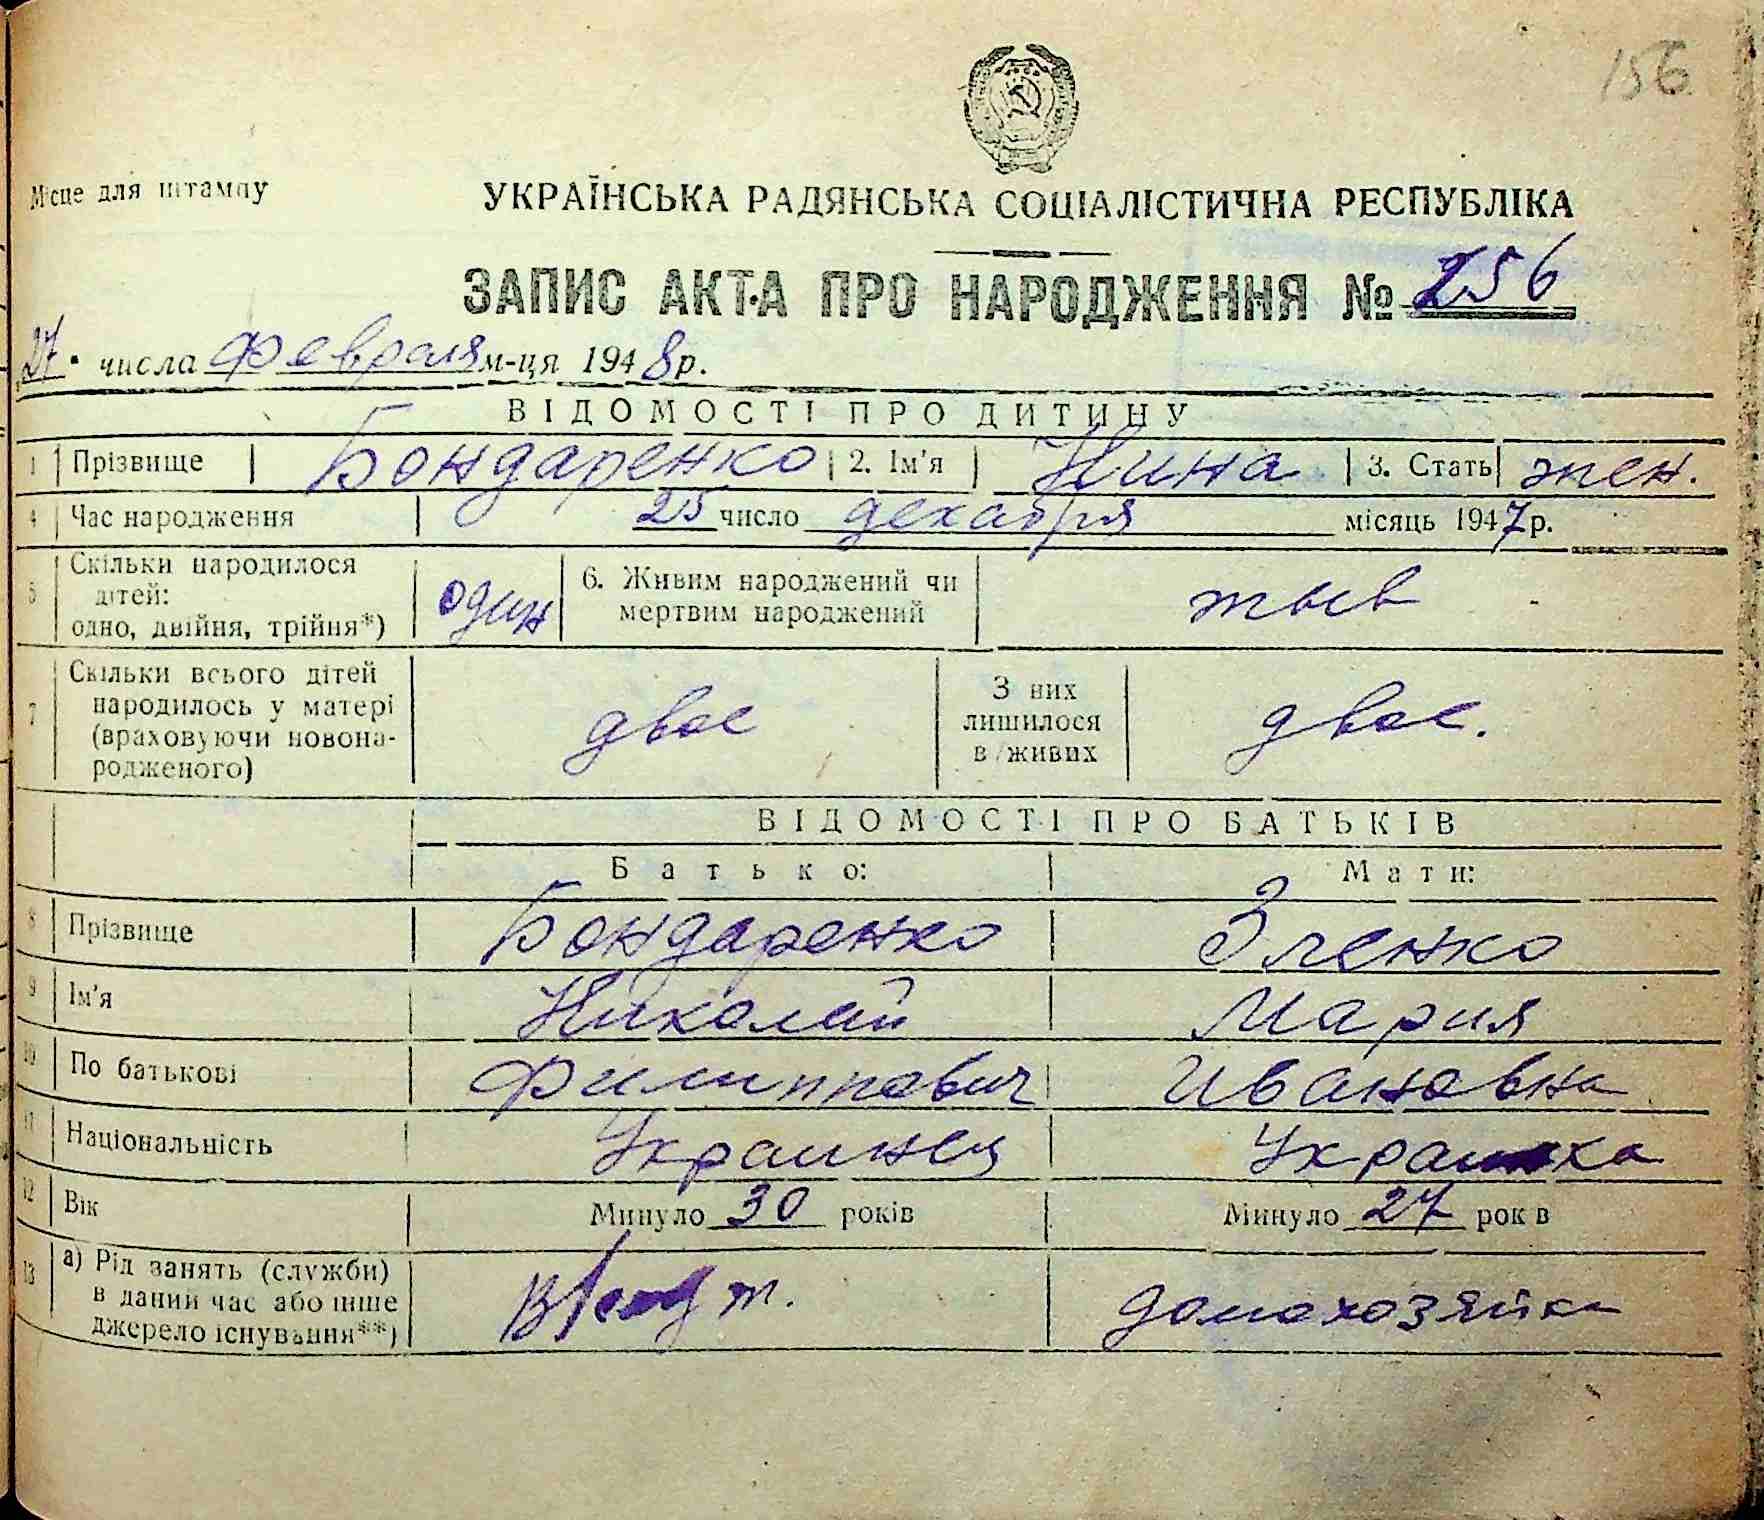 156
Місце для штампу
УКРАЇНСЬКА РАДЯНСЬКА СОЦІАЛІСТИЧНА РЕСПУБЛІКА
ЗАПИС АКТА ПРО НАРОДЖЕННЯ № 256
27 числа февраля м-ця 1948 р.
ВІДОМОСТІ ПРО ДИТИНУ
1 Прізвище Бондаренко 2. Ім'я Нина 3. Стать жен.
4 Час народження 25 число декабря місяць 1947 р.
5 Скільки народилося дітей: одно, двійня, трійня*) один 6. Живим народжений чи мертвим народжений жыв
7 Скільки всього дітей народилось у матері (враховуючи новона-родженого) двое З них лишилося в живих двое.
ВІДОМОСТІ ПРО БАТЬКІВ
Батько: Мати:
8 Прізвище Бондаренко Зленко
9 Ім'я Николай Мария
10 По батькові Филиппович Ивановна
11 Національність Украинец Украинка
12 Вік Минуло 30 років Минуло 27 рок в
13 а) Рід занять (служби) в даний час або інше джерело існування**) домохозяйка